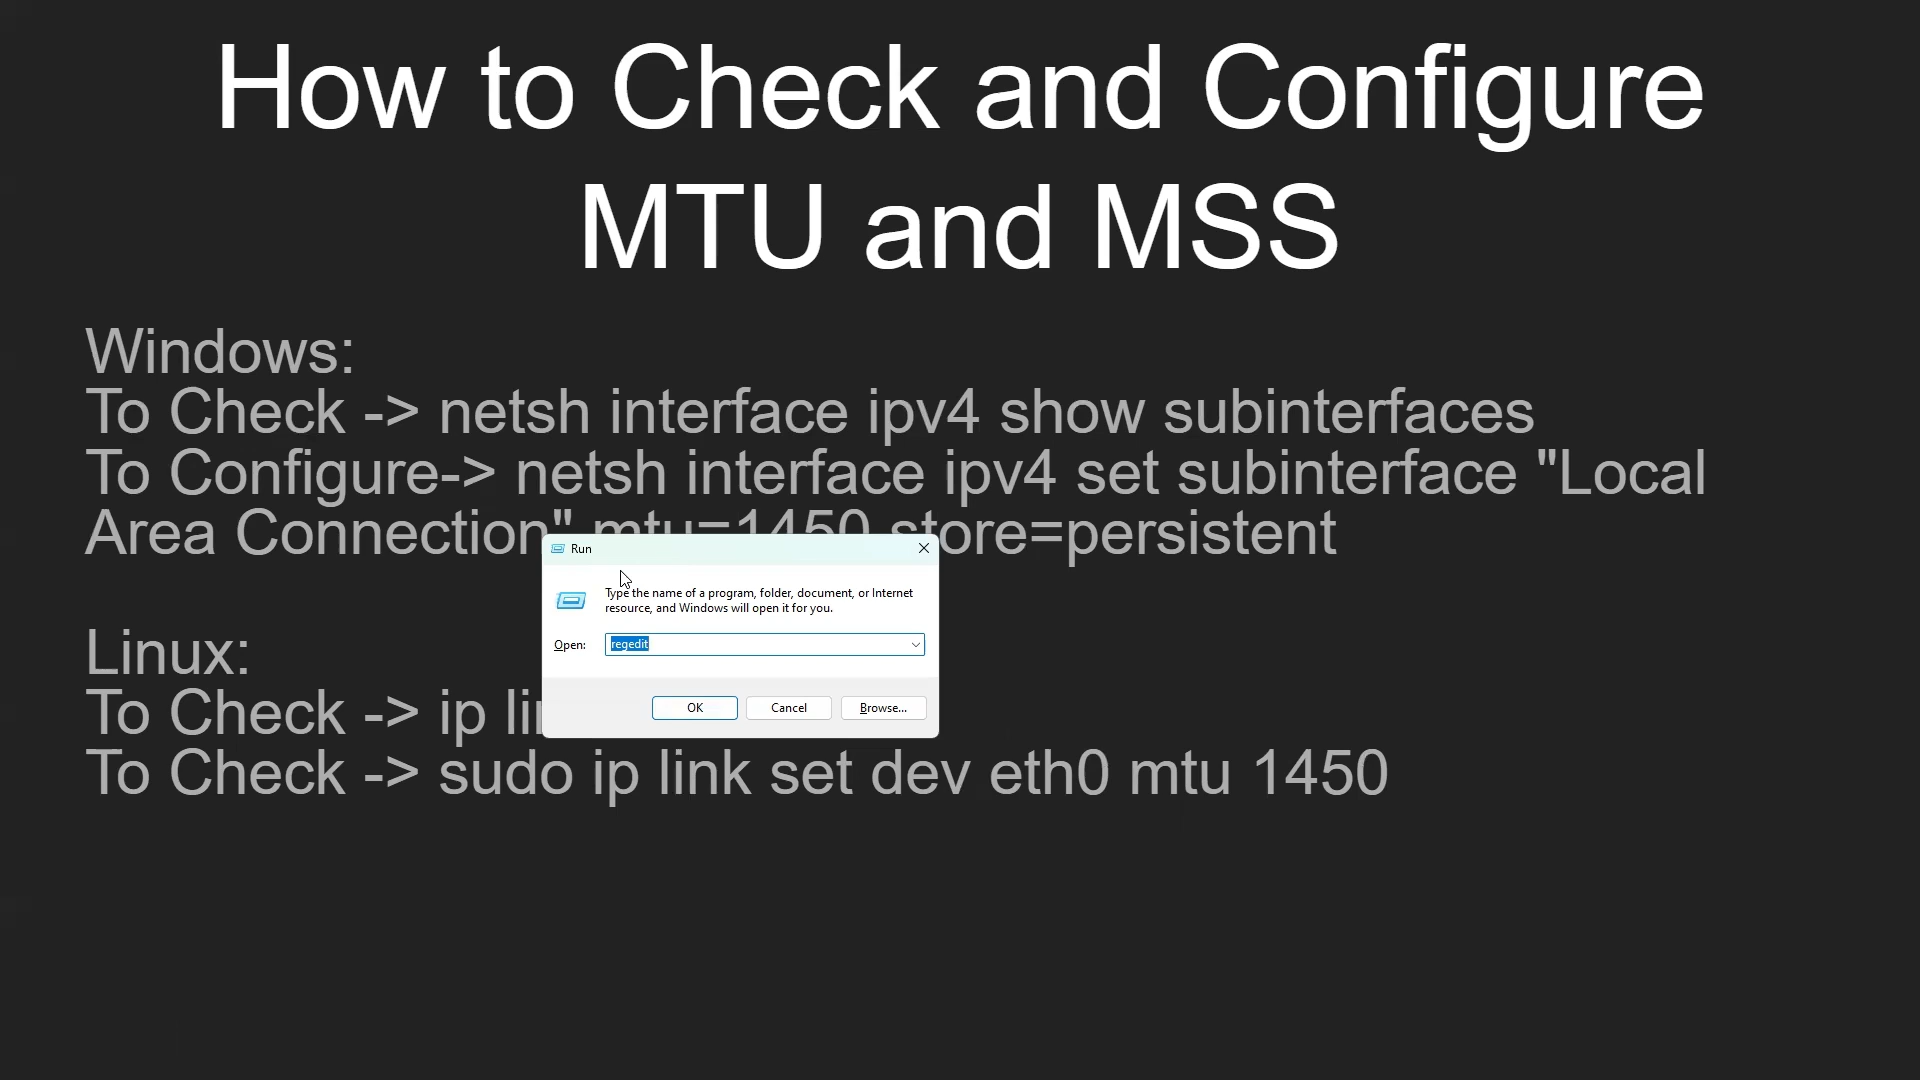 How to Check and Configure
MTU and MSS
Windows:
To Check -> netsh interface ipv4 show subinterfaces
To Configure-> netsh interface ipv4 set subinterface "Local
Area Connection" mtu=1450 store=persistent
Run
Type the name of a program, folder, document, or Internet
resource, and Windows will open it for you.
Open: regedit
OK Cancel Browse...
Linux:
To Check -> ip
To Check -> sudo ip link set dev eth0 mtu 1450